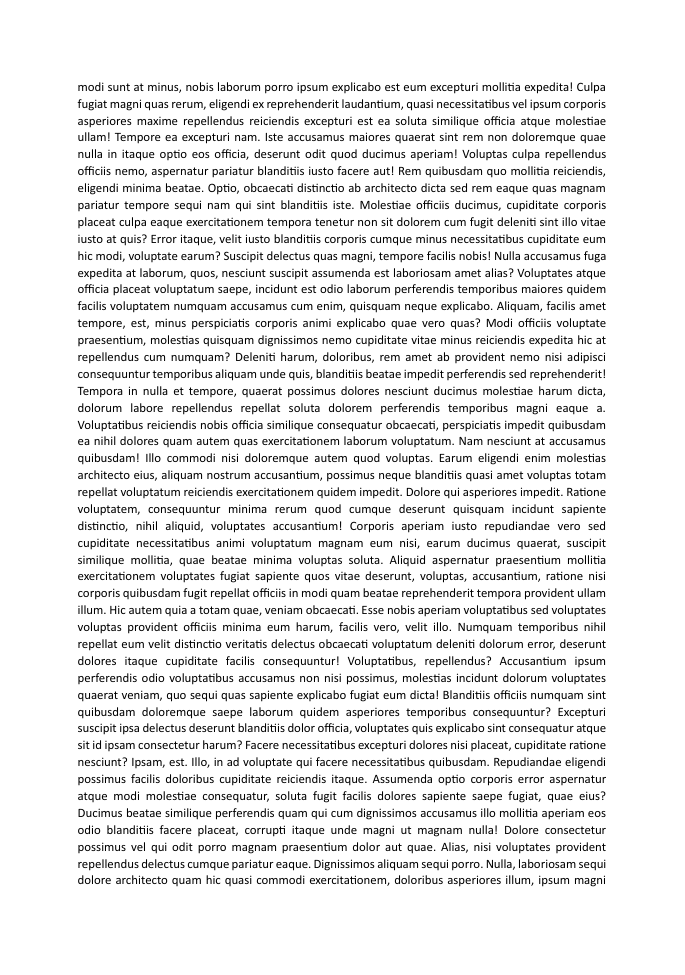 modi sunt at minus, nobis laborum porro ipsum explicabo est eum excepturi mollitia expedita! Culpa
fugiat magni quas rerum, eligendi ex reprehenderit laudantium, quasi necessitatibus vel ipsum corporis
asperiores maxime repellendus reiciendis excepturi est ea soluta similique officia atque molestiae
ullam! Tempore ea excepturi nam. Iste accusamus maiores quaerat sint rem non doloremque quae
nulla in itaque optio eos officia, deserunt odit quod ducimus aperiam! Voluptas culpa repellendus
officiis nemo, aspernatur pariatur blanditiis iusto facere aut! Rem quibusdam quo mollitia reiciendis,
eligendi minima beatae. Optio, obcaecati distinctio ab architecto dicta sed rem eaque quas magnam
pariatur tempore sequi nam qui sint blanditiis iste. Molestiae officiis ducimus, cupiditate corporis
placeat culpa eaque exercitationem tempora tenetur non sit dolorem cum fugit deleniti sint illo vitae
iusto at quis? Error itaque, velit iusto blanditiis corporis cumque minus necessitatibus cupiditate eum
hic modi, voluptate earum? Suscipit delectus quas magni, tempore facilis nobis! Nulla accusamus fuga
expedita at laborum, quos, nesciunt suscipit assumenda est laboriosam amet alias? Voluptates atque
officia placeat voluptatum saepe, incidunt est odio laborum perferendis temporibus maiores quidem
facilis voluptatem numquam accusamus cum enim, quisquam neque explicabo. Aliquam, facilis amet
tempore, est, minus perspiciatis corporis animi explicabo quae vero quas? Modi officiis voluptate
praesentium, molestias quisquam dignissimos nemo cupiditate vitae minus reiciendis expedita hic at
repellendus cum numquam? Deleniti harum, doloribus, rem amet ab provident nemo nisi adipisci
consequuntur temporibus aliquam unde quis, blanditiis beatae impedit perferendis sed reprehenderit!
Tempora in nulla et tempore, quaerat possimus dolores nesciunt ducimus molestiae harum dicta,
dolorum labore repellendus repellat soluta dolorem perferendis temporibus magni eaque a.
Voluptatibus reiciendis nobis officia similique consequatur obcaecati, perspiciatis impedit quibusdam
ea nihil dolores quam autem quas exercitationem laborum voluptatum. Nam nesciunt at accusamus
quibusdam! Illo commodi nisi doloremque autem quod voluptas. Earum eligendi enim molestias
architecto eius, aliquam nostrum accusantium, possimus neque blanditiis quasi amet voluptas totam
repellat voluptatum reiciendis exercitationem quidem impedit. Dolore qui asperiores impedit. Ratione
voluptatem, consequuntur minima rerum quod cumque deserunt quisquam incidunt sapiente
distinctio, nihil aliquid, voluptates accusantium! Corporis aperiam iusto repudiandae vero sed
cupiditate necessitatibus animi voluptatum magnam eum nisi, earum ducimus quaerat, suscipit
similique mollitia, quae beatae minima voluptas soluta. Aliquid aspernatur praesentium mollitia
exercitationem voluptates fugiat sapiente quos vitae deserunt, voluptas, accusantium, ratione nisi
corporis quibusdam fugit repellat officiis in modi quam beatae reprehenderit tempora provident ullam
illum. Hic autem quia a totam quae, veniam obcaecati. Esse nobis aperiam voluptatibus sed voluptates
voluptas provident officiis minima eum harum, facilis vero, velit illo. Numquam temporibus nihil
repellat eum velit distinctio veritatis delectus obcaecati voluptatum deleniti dolorum error, deserunt
dolores itaque cupiditate facilis consequuntur! Voluptatibus, repellendus? Accusantium ipsum
perferendis odio voluptates accusamus non nisi possimus, molestias incidunt dolorum voluptates
quaerat veniam, quo sequi quas sapiente explicabo fugiat eum dicta! Blanditiis officiis numquam sint
quibusdam doloremque saepe laborum quidem asperiores temporibus consequuntur? Excepturi
suscipit ipsa delectus deserunt blanditiis dolor officia, voluptates quis explicabo sint consequatur atque
sit id ipsam consectetur harum? Facere necessitatibus excepturi dolores nisi placeat, cupiditate ratione
nesciunt? Ipsam, est. Illo, in ad voluptate qui facere necessitatibus quibusdam. Repudiandae eligendi
possimus facilis doloribus cupiditate reiciendis itaque. Assumenda optio corporis error aspernatur
atque modi molestiae consequatur, soluta fugit facilis dolores sapiente saepe fugiat, quae eius?
Ducimus beatae similique perferendis quam qui cum dignissimos accusamus illo mollitia aperiam eos
odio blanditiis facere placeat, corrupti itaque unde magni ut magnam nulla! Dolore consectetur
possimus vel qui odit porro magnam praesentium dolor aut quae. Alias, nisi voluptates provident
repellendus delectus cumque pariatur eaque. Dignissimos aliquam sequi porro. Nulla, laboriosam sequi
dolore architecto quam hic quasi commodi exercitationem, doloribus asperiores illum, ipsum magni